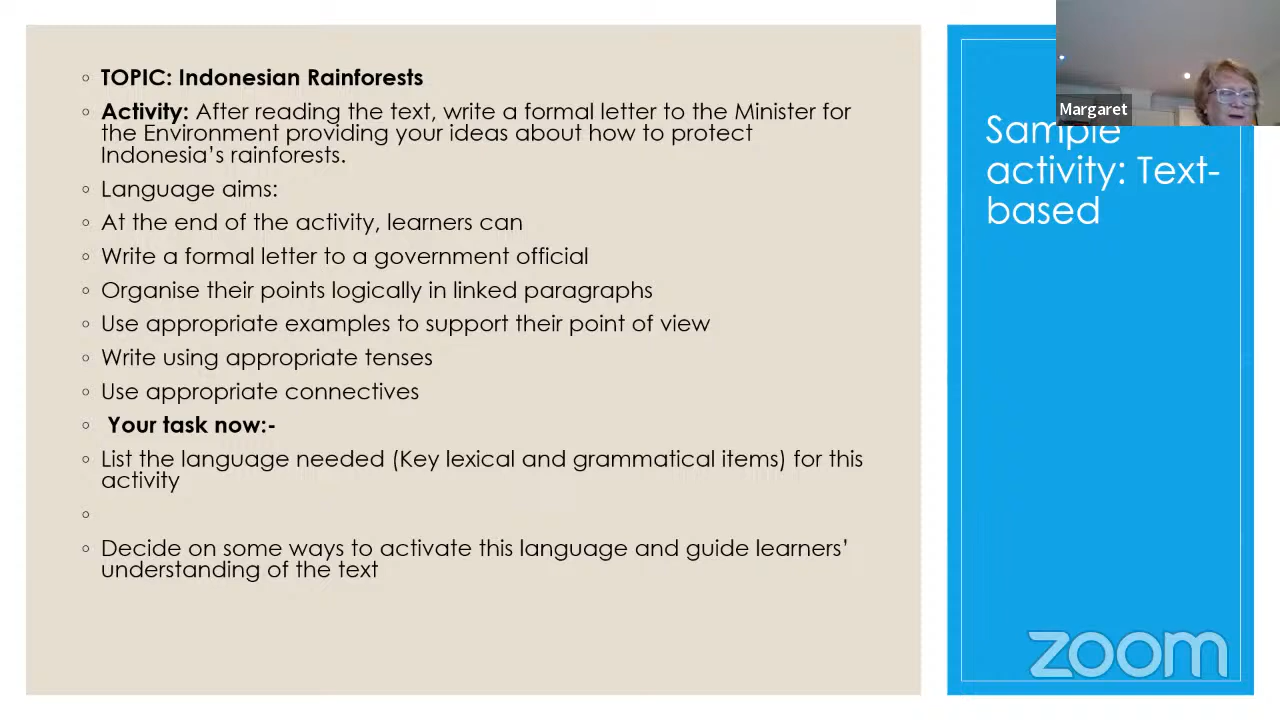 TOPIC: Indonesian Rainforests
Activity: After reading the text, write a formal letter to the Minister for
the Environment providing your ideas about how to protect
Indonesia's rainforests.
Language aims:
At the end of the activity, learners can
Write a formal letter to a government official
Organise their points logically in linked paragraphs
Use appropriate examples to support their point of view
Write using appropriate tenses
Use appropriate connectives
Your task now:-
List the language needed (Key lexical and grammatical items) for this
activity
Decide on some ways to activate this language and guide learners'
understanding of the text
Margaret
Sample
activity: Text-
based
zoom